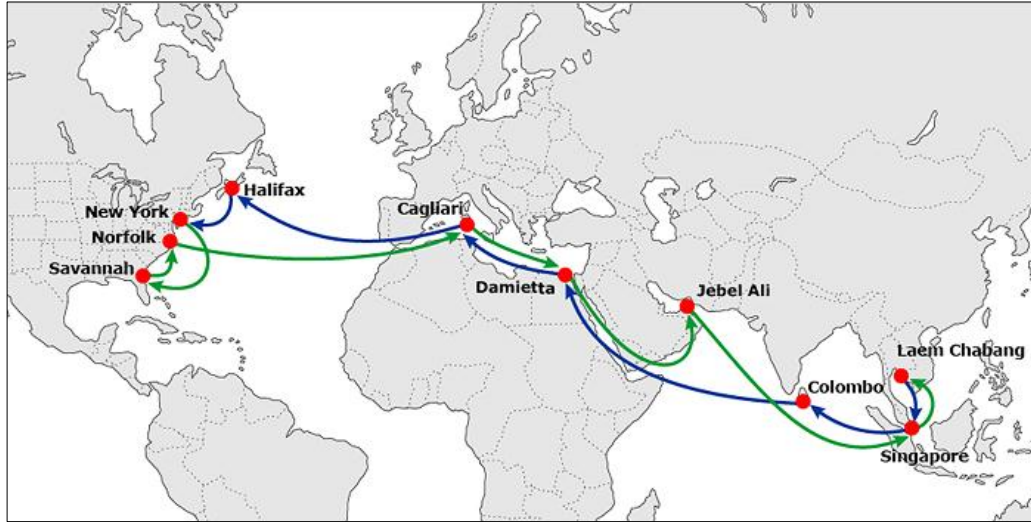 Halifax
New York
Cagliari
Norfolk
Savannah
Damietta
Jebel Ali
Laem Chabang
Colombo
Singapore